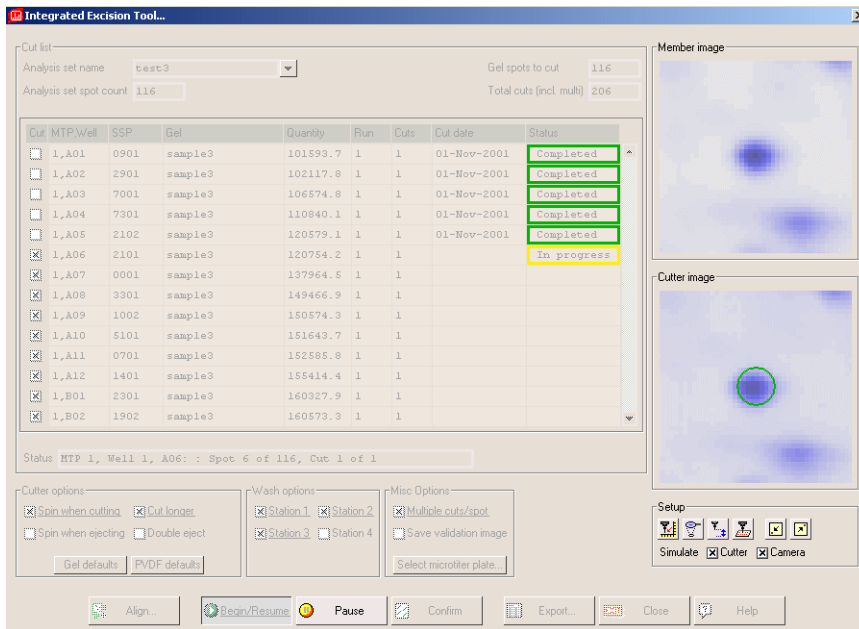 Integrated Excision Tool...
Cut list
Analysis set name test3 Gel spots to cut 116
Analysis set spot count 116 Total cuts (incl. multi) 206
Cut MTP,Well SSP Gel Quantity Run Cuts Cut date Status
1,A01 0901 sample3 101593.7 1 1 01-Nov-2001 Completed
1,A02 2901 sample3 102117.8 1 1 01-Nov-2001 Completed
1,A03 7001 sample3 106574.8 1 1 01-Nov-2001 Completed
1,A04 7301 sample3 110840.1 1 1 01-Nov-2001 Completed
1,A05 2102 sample3 120579.1 1 1 01-Nov-2001 Completed
1,A06 2101 sample3 120754.2 1 1 In progress
1,A07 0001 sample3 137964.5 1 1
1,A08 3301 sample3 149466.9 1 1
1,A09 1002 sample3 150574.3 1 1
1,A10 5101 sample3 151643.7 1 1
1,A11 0701 sample3 152585.8 1 1
1,A12 1401 sample3 155414.4 1 1
1,B01 2301 sample3 160327.9 1 1
1,B02 1902 sample3 160573.3 1 1
Status MTP 1, Well 1, A06: : Spot 6 of 116, Cut 1 of 1
Member image
Cutter image
Cutter options
Spin when cutting Cut longer
Spin when ejecting Double eject
Gel defaults PVDF defaults
Wash options
Station 1 Station 2
Station 3 Station 4
Misc Options
Multiple cuts/spot
Save validation image
Select microtiter plate...
Setup
Simulate Cutter Camera
Align... Begin/Resume Pause Confirm Export... Close Help